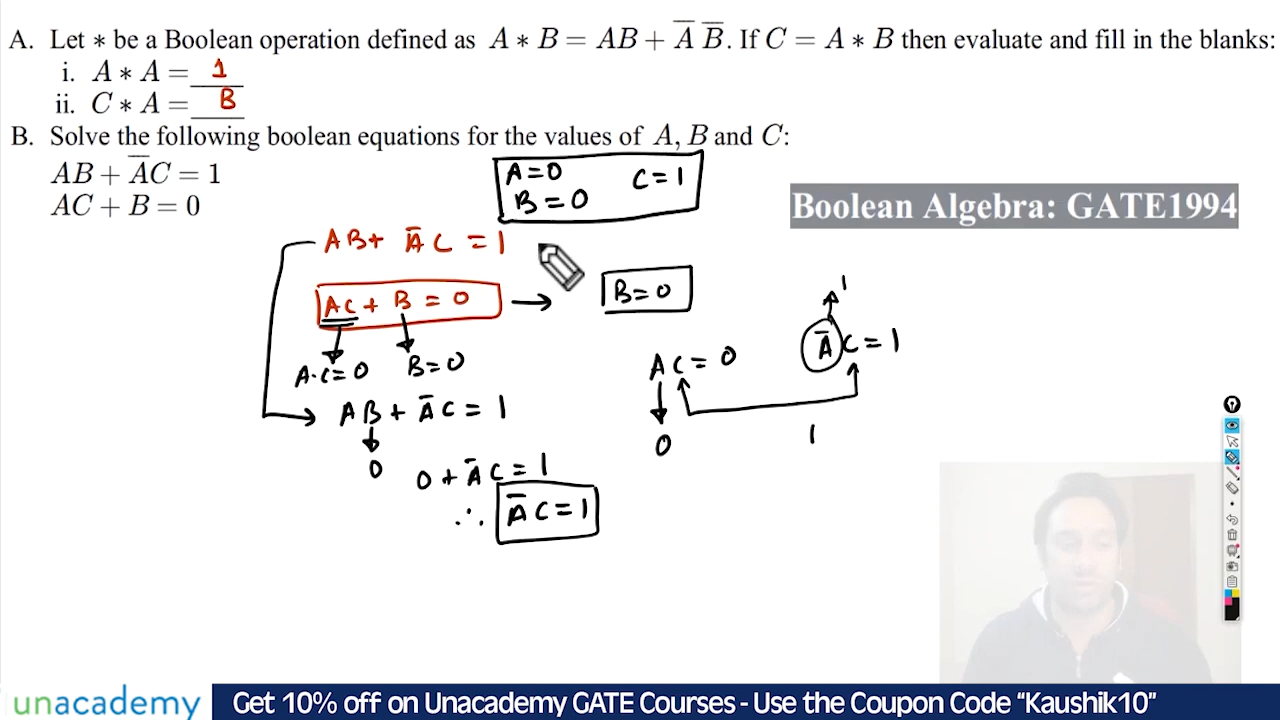 A. Let * be a Boolean operation defined as A * B = AB + A̅ B̅. If C = A * B then evaluate and fill in the blanks:
i. A * A = 1
ii. C * A = B
B. Solve the following boolean equations for the values of A, B and C:
AB + A̅C = 1
AC + B = 0
A=0 C=1
B=0
Boolean Algebra: GATE1994
AB+ A̅C =1
AC + B = 0 → B=0
A·C=0 B=0
AB + A̅C = 1
0
0 + A̅C = 1
∴ A̅C=1
AC=0
0
1
A̅C=1
1
unacademy
Get 10% off on Unacademy GATE Courses - Use the Coupon Code “Kaushik10”